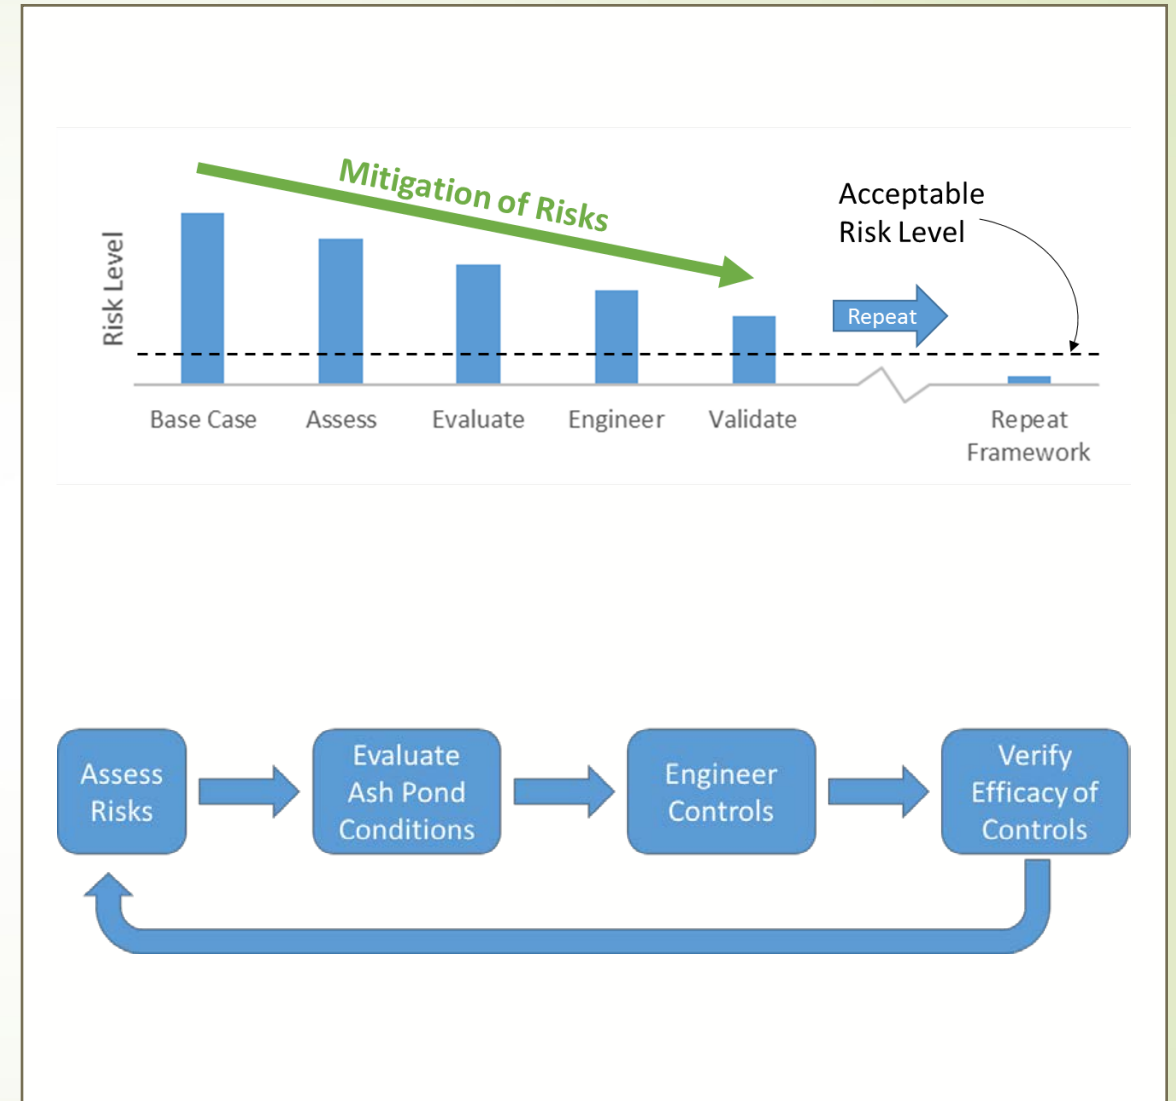 Mitigation of Risks
Acceptable
Risk Level
Risk Level
Repeat
Base Case
Assess
Evaluate
Engineer
Validate
Repeat
Framework
Assess
Risks
Evaluate
Ash Pond
Conditions
Engineer
Controls
Verify
Efficacy of
Controls